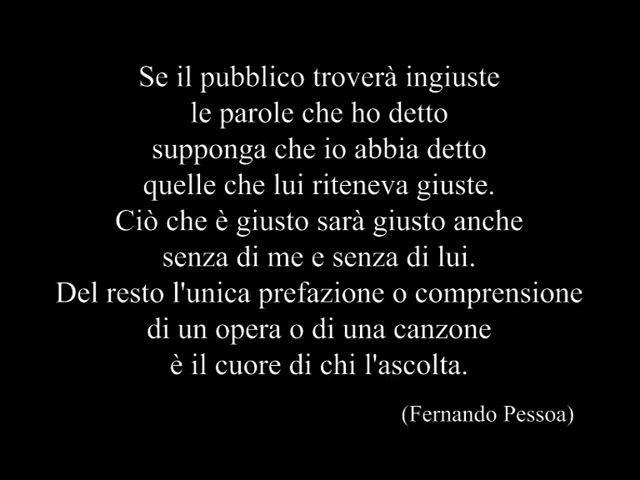 Se il pubblico troverà ingiuste
le parole che ho detto
supponga che io abbia detto
quelle che lui riteneva giuste.
Ciò che è giusto sarà giusto anche
senza di me e senza di lui.
Del resto l'unica prefazione o comprensione
di un opera o di una canzone
è il cuore di chi l'ascolta.
(Fernando Pessoa)